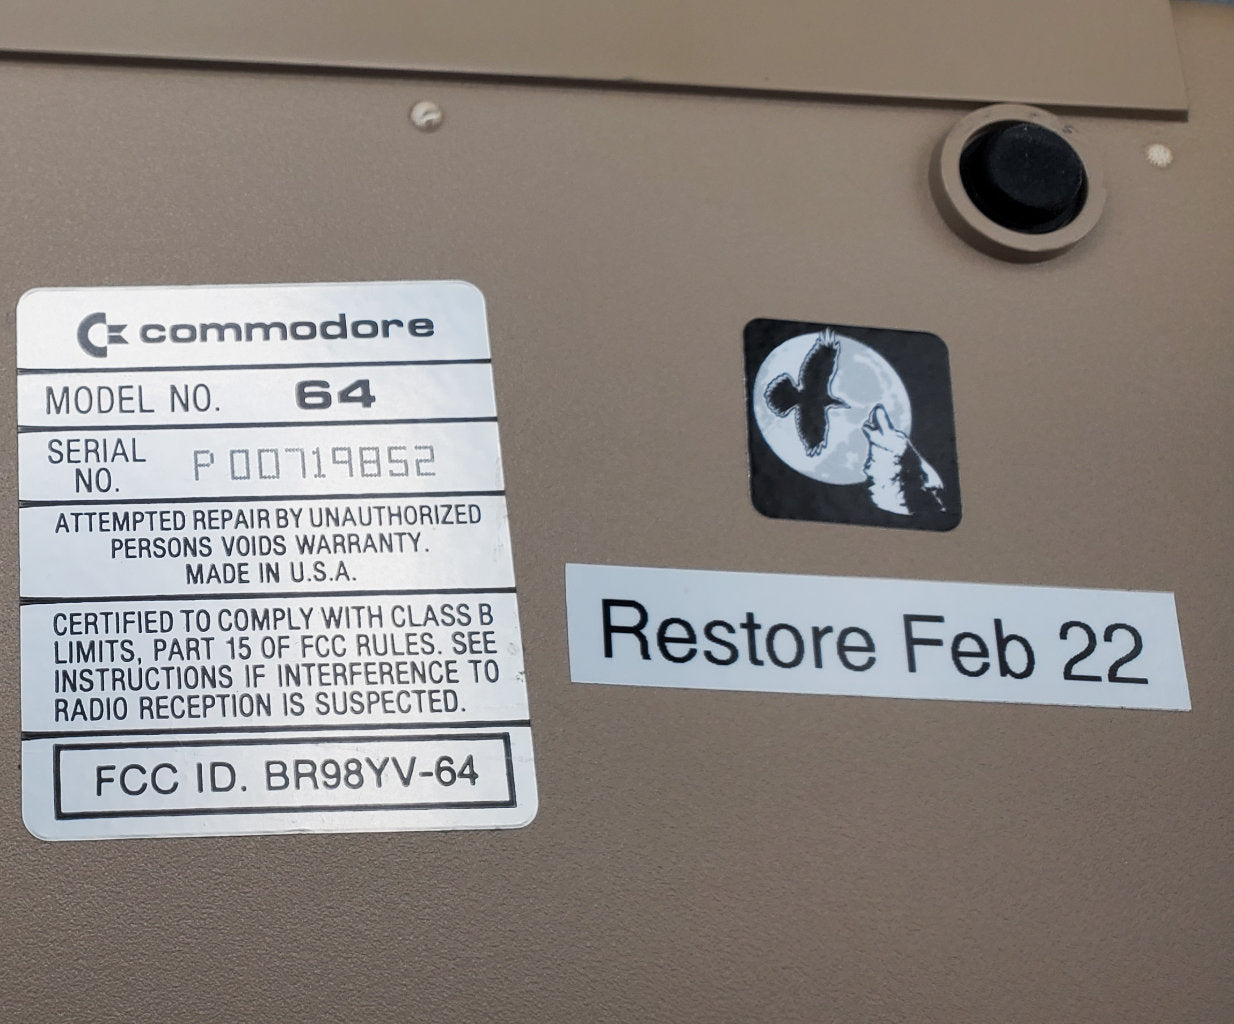 commodore
MODEL NO. 64
SERIAL NO. P 00719852
ATTEMPTED REPAIR BY UNAUTHORIZED
PERSONS VOIDS WARRANTY.
MADE IN U.S.A.
CERTIFIED TO COMPLY WITH CLASS B
LIMITS, PART 15 OF FCC RULES. SEE
INSTRUCTIONS IF INTERFERENCE TO
RADIO RECEPTION IS SUSPECTED.
FCC ID. BR98YV-64
Restore Feb 22